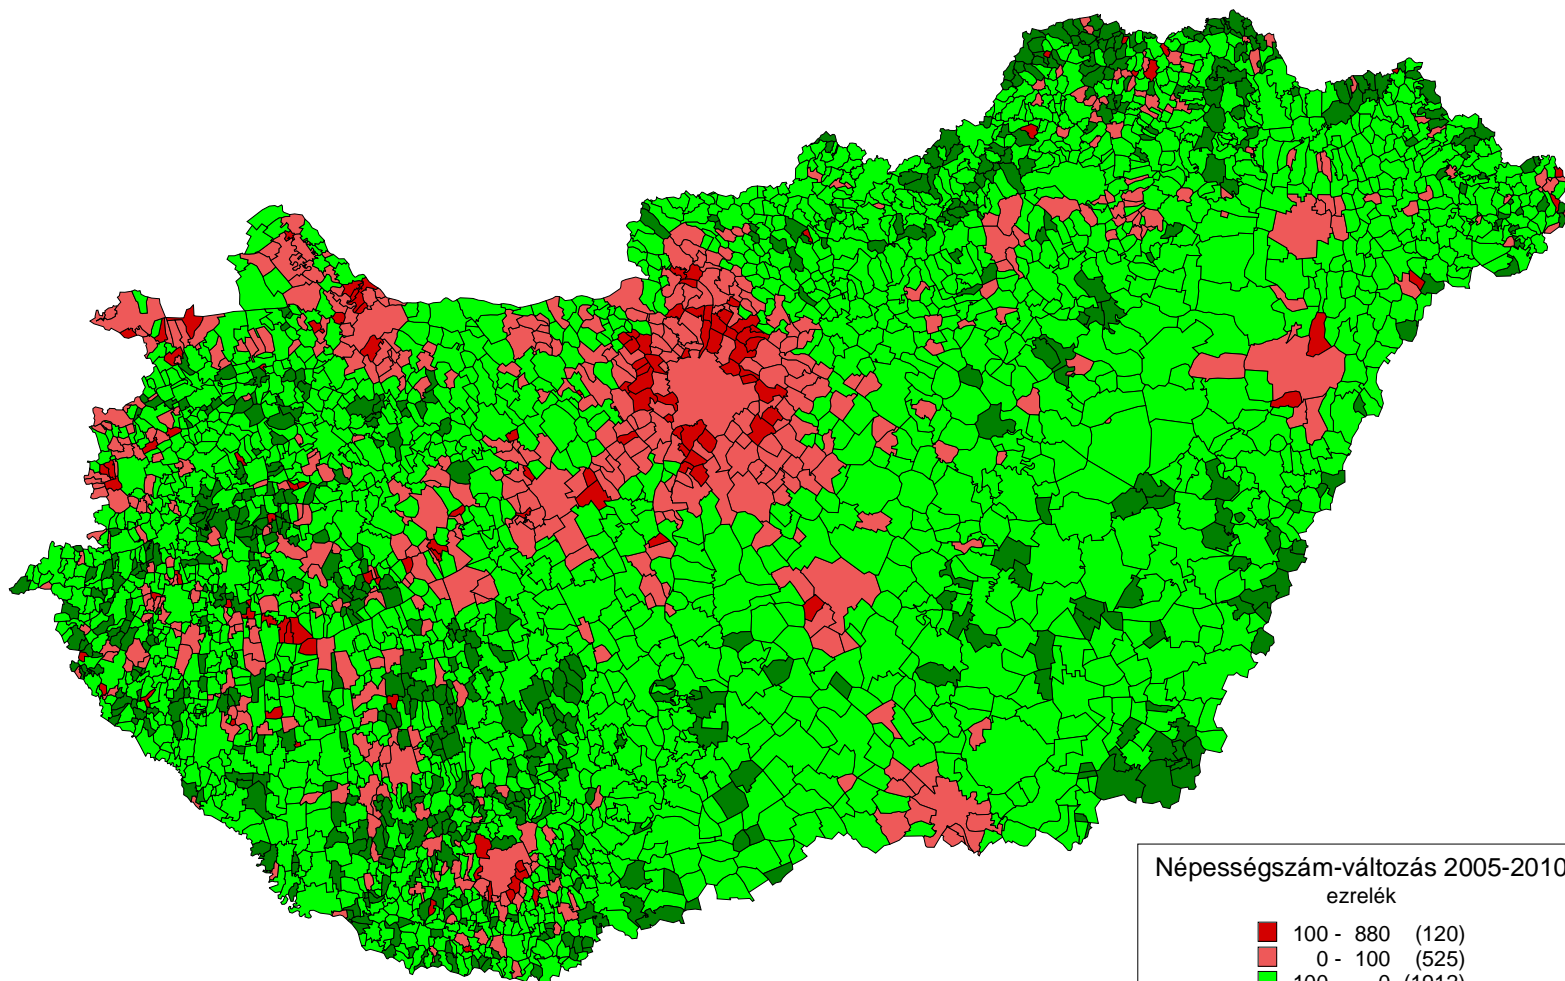 Népességszám-változás 2005-2010
ezrelék
100 - 880 (120)
0 - 100 (525)